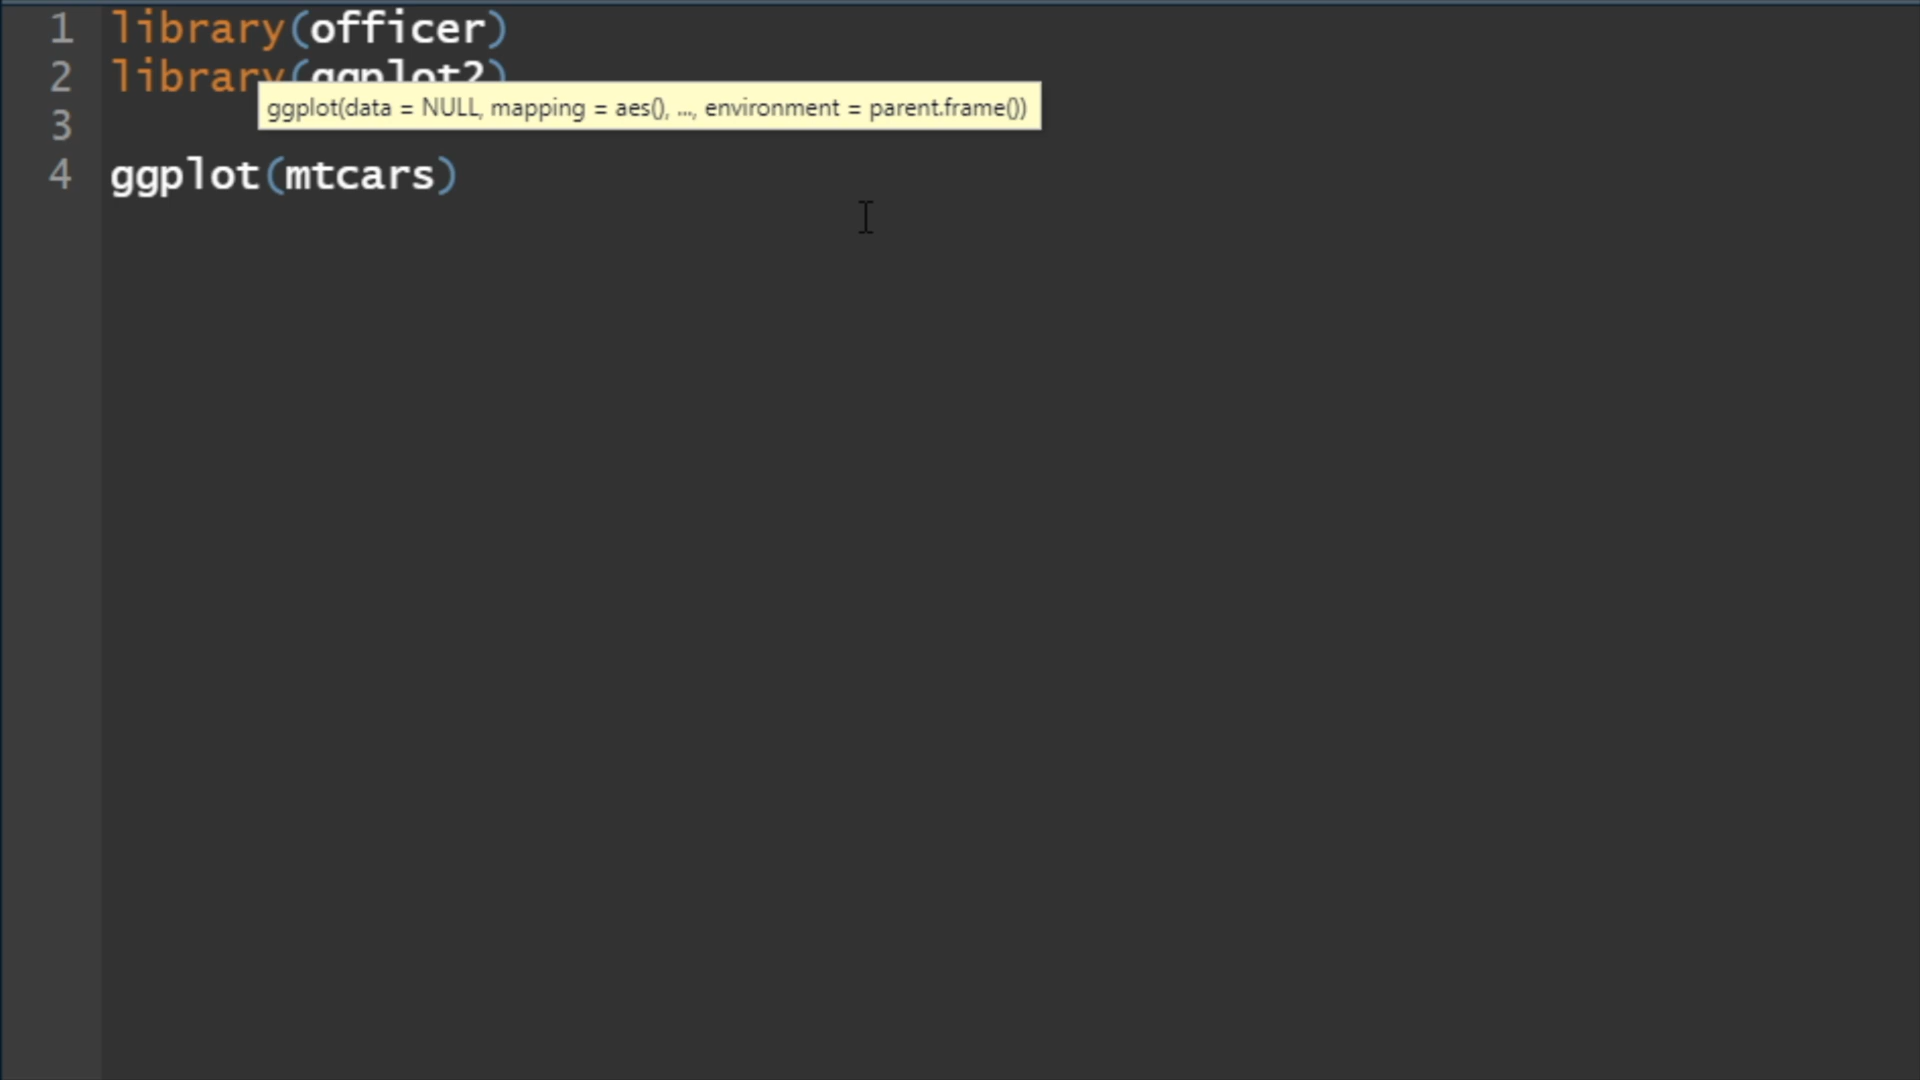 1 library(officer)
2 library(ggplot2)
ggplot(data = NULL, mapping = aes(), ..., environment = parent.frame())
3
4 ggplot(mtcars)